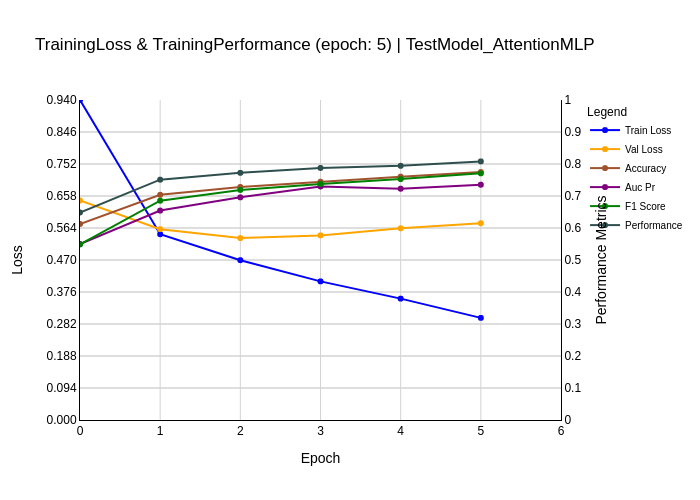 TrainingLoss & TrainingPerformance (epoch: 5) | TestModel_AttentionMLP
0.940
0.846
0.752
0.658
0.564
0.470
0.376
0.282
0.188
0.094
0.000
Loss
0
1
2
3
4
5
6
Epoch
1
0.9
0.8
0.7
0.6
0.5
0.4
0.3
0.2
0.1
0
Performance Metrics
Legend
Train Loss
Val Loss
Accuracy
Auc Pr
F1 Score
Performance